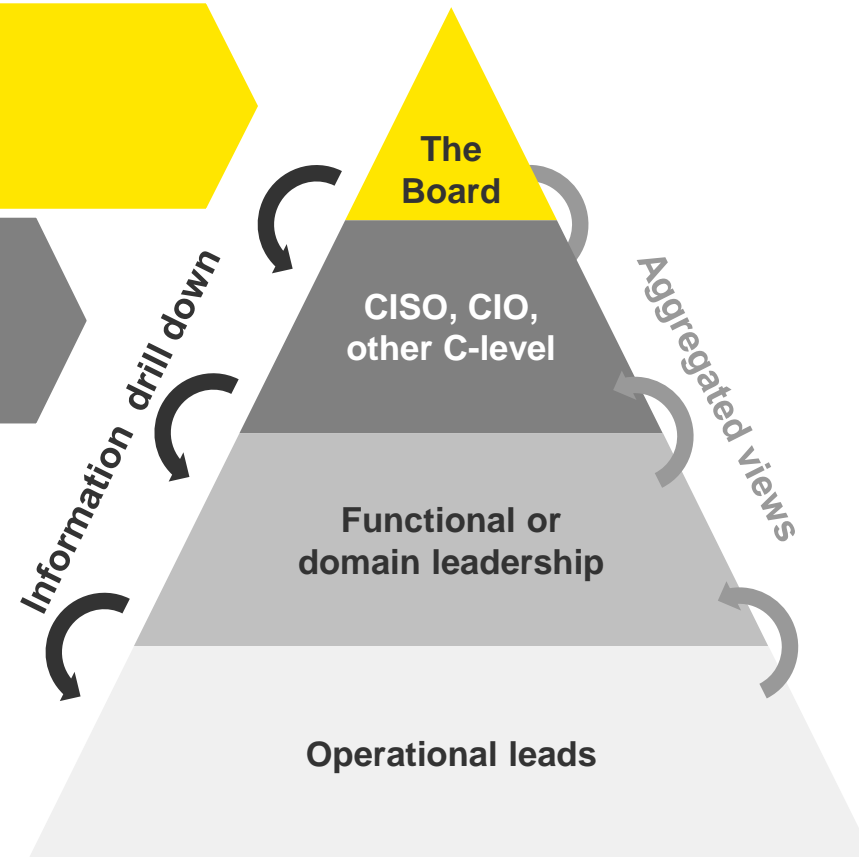 The
Board
CISO, CIO,
other C-level
Functional or
domain leadership
Operational leads
Information drill down
Aggregated views